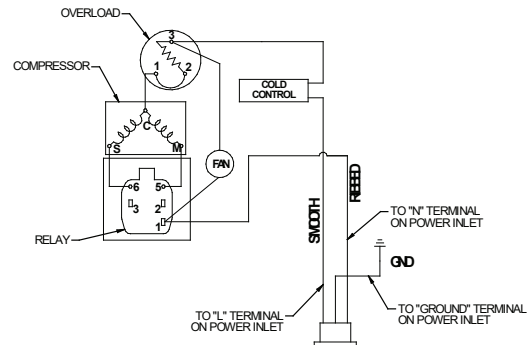 OVERLOAD
3
1
2
COMPRESSOR
COLD
CONTROL
C
S
M
FAN
6
5
3
2
1
RELAY
SMOOTH
RIBBED
TO "N" TERMINAL
ON POWER INLET
GND
TO "L" TERMINAL
ON POWER INLET
TO "GROUND" TERMINAL
ON POWER INLET